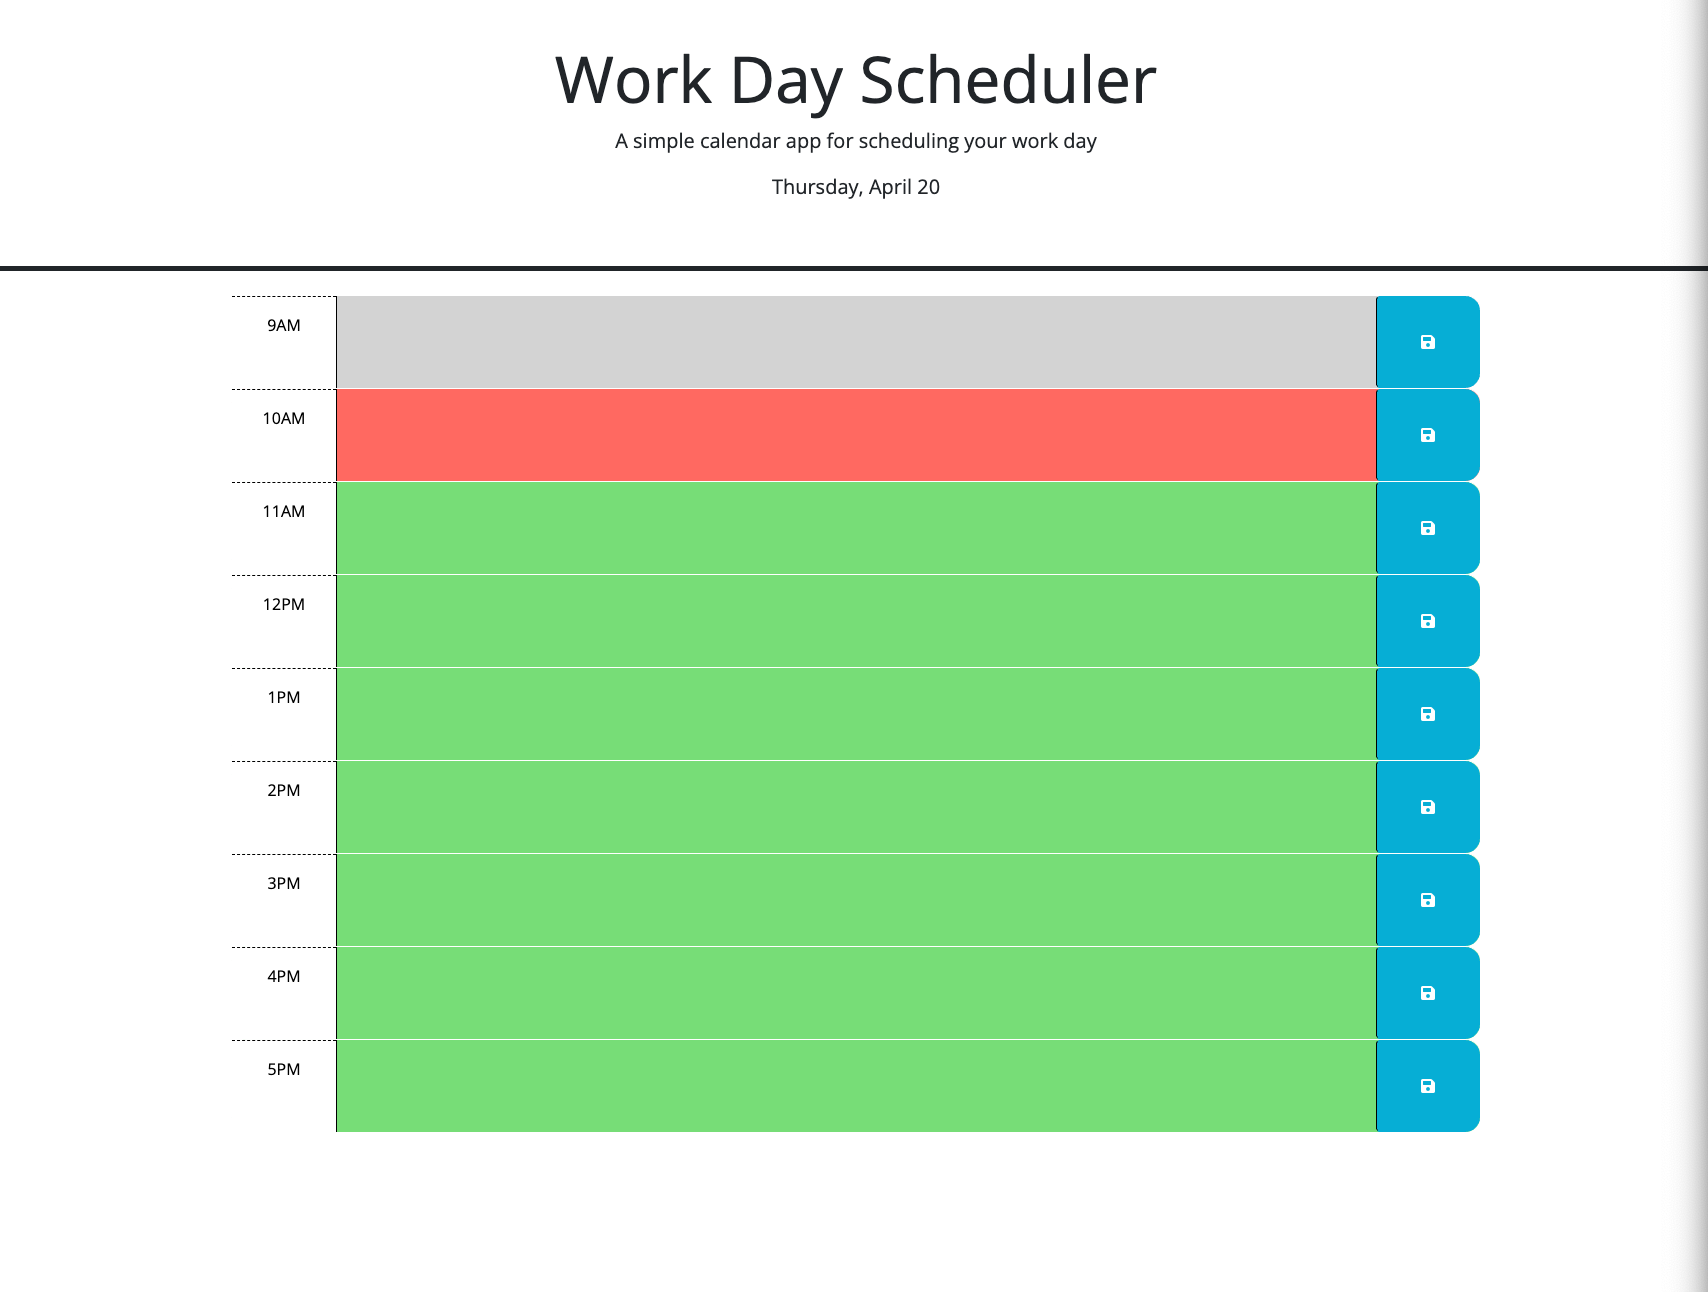 Work Day Scheduler
A simple calendar app for scheduling your work day
Thursday, April 20
9AM
10AM
11AM
12PM
1PM
2PM
3PM
4PM
5PM